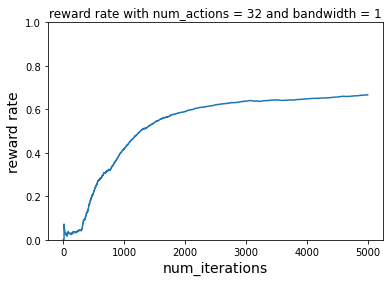 reward rate with num_actions = 32 and bandwidth = 1
1.0
0.8
0.6
0.4
0.2
0.0
reward rate
0 1000 2000 3000 4000 5000
num_iterations